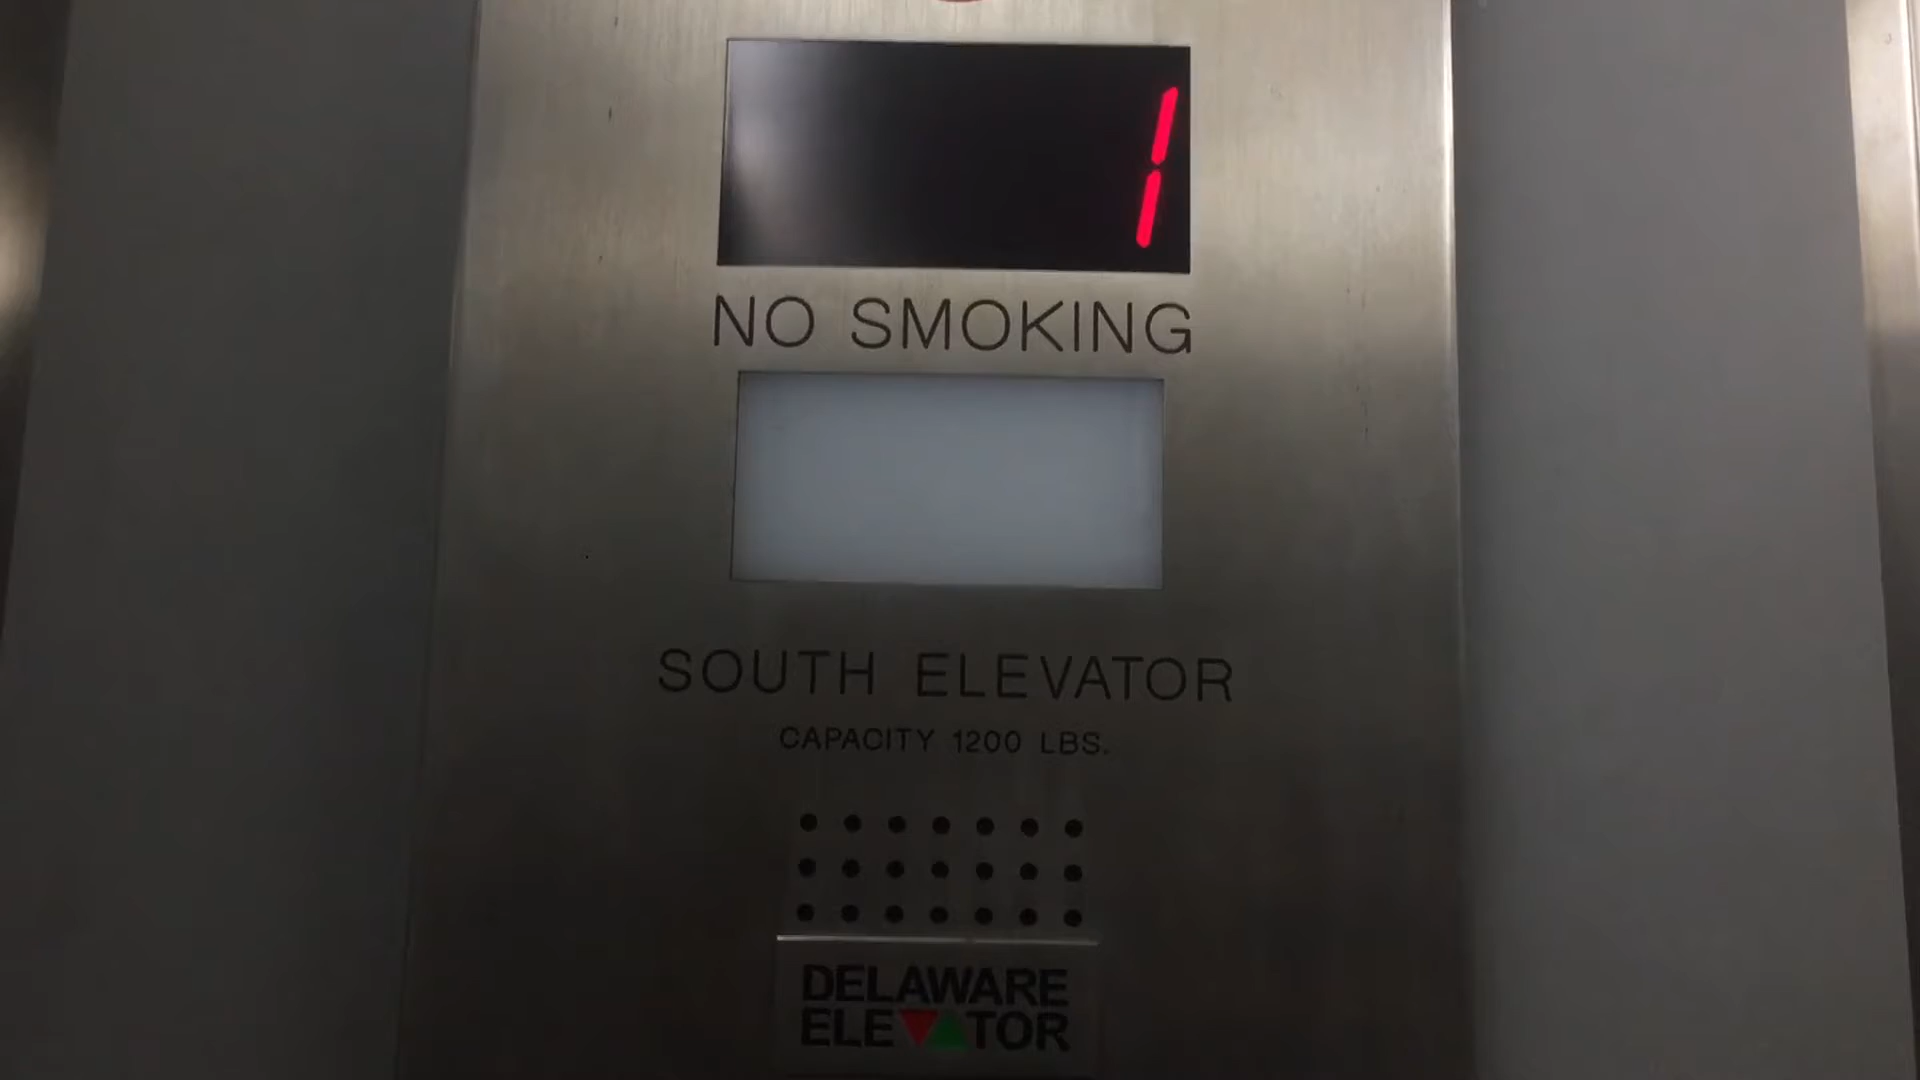 1
NO SMOKING
SOUTH ELEVATOR
CAPACITY 1200 LBS.
DELAWARE
ELEVATOR